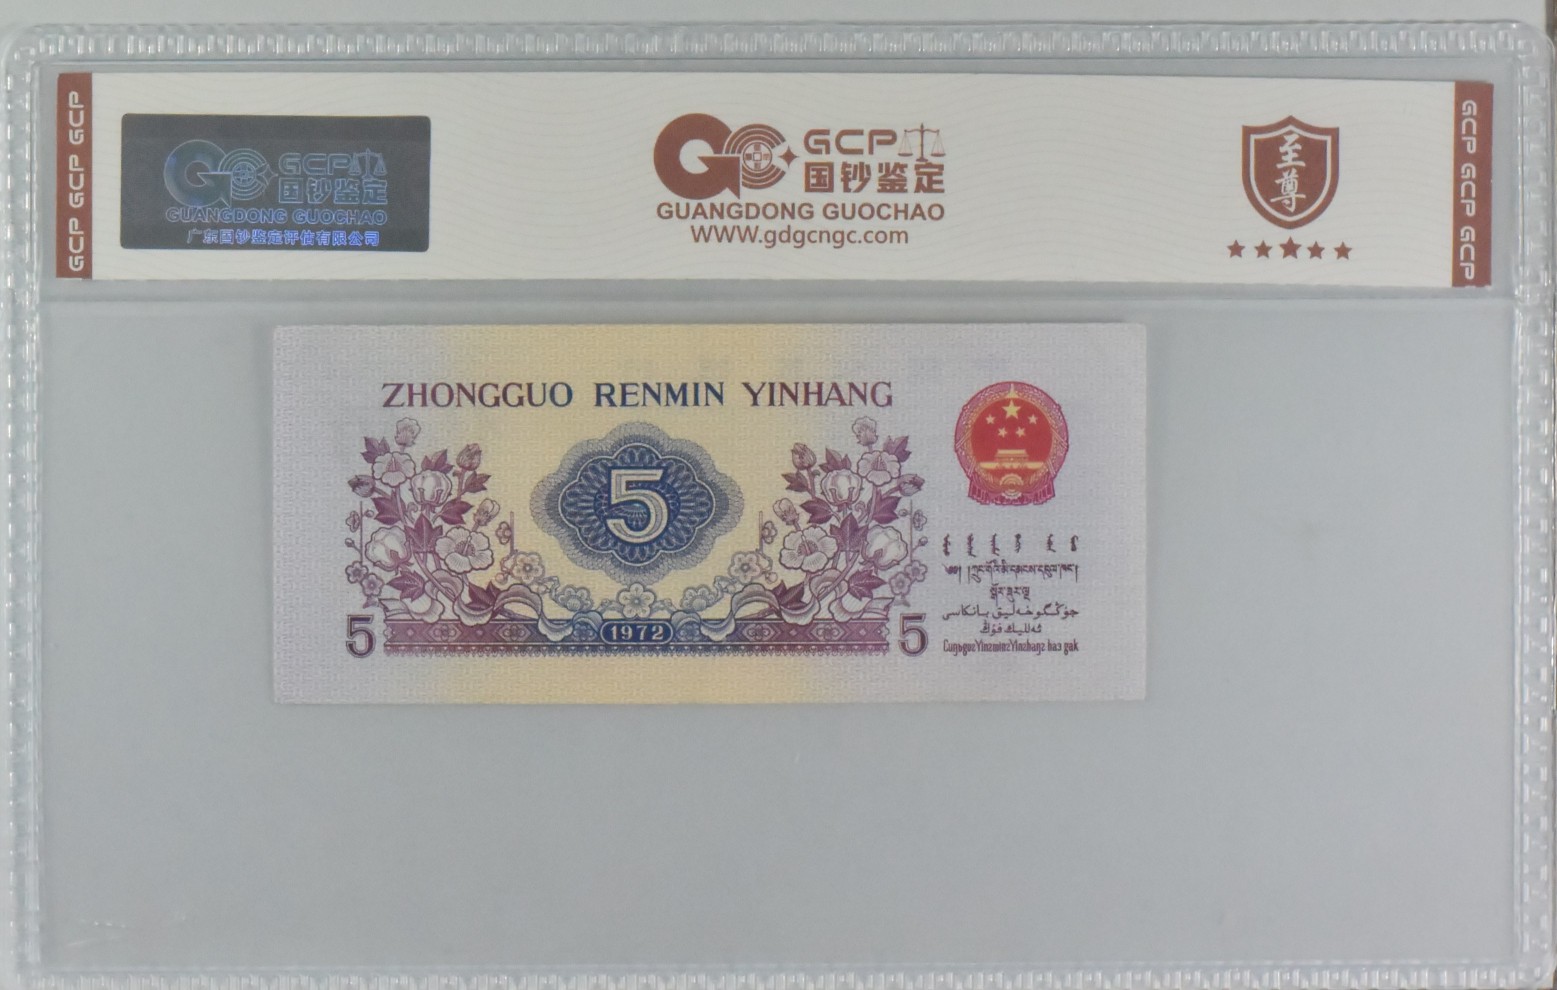 GCP GCP GCP
GCP
国钞鉴定
GUANGDONG GUOCHAO
广东国钞鉴定评估有限公司
GCP
国钞鉴定
GUANGDONG GUOCHAO
www.gdgcngc.com
至尊
GCP GCP GCP
ZHONGGUO RENMIN YINHANG
5
5
1972
5